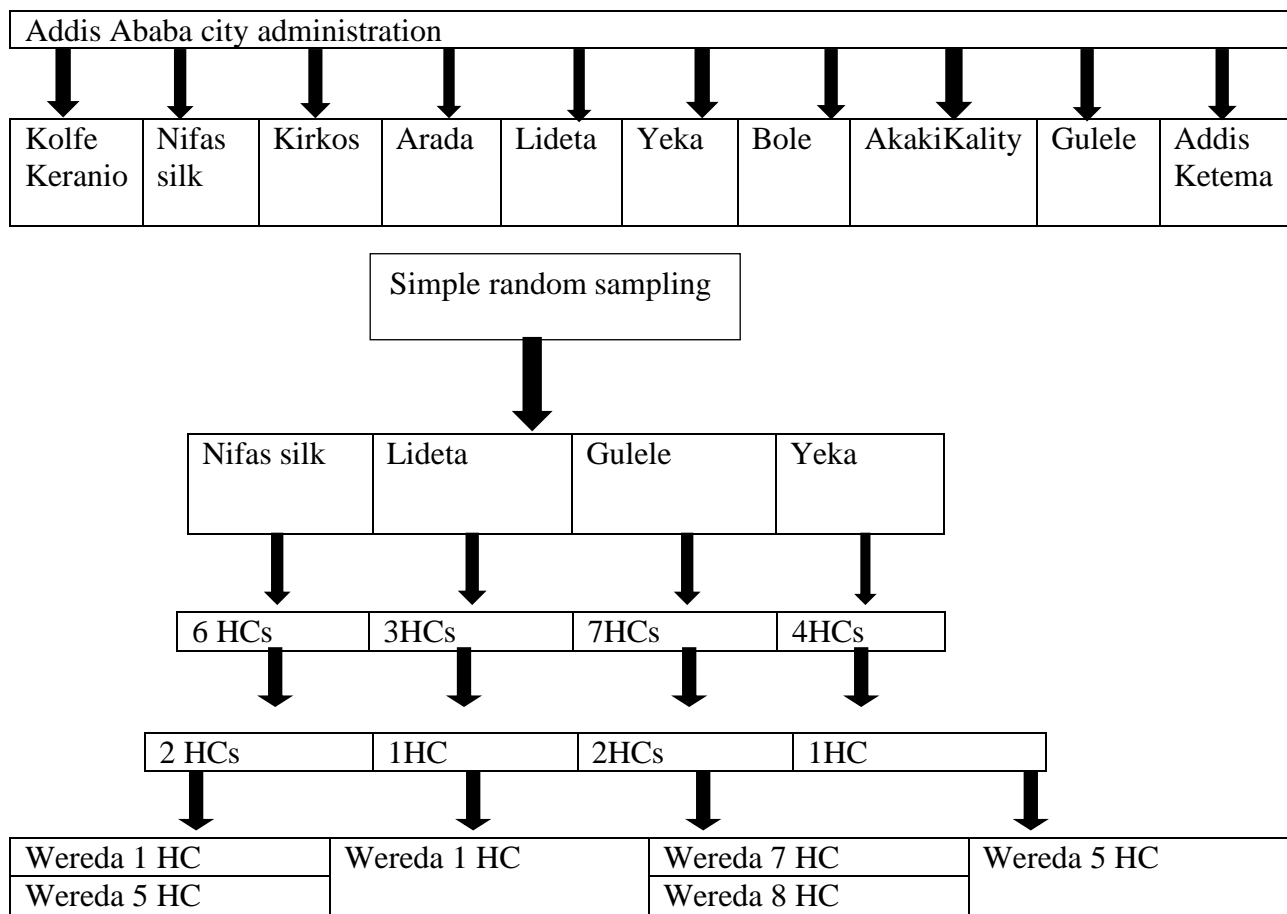 Addis Ababa city administration
Kolfe Keranio
Nifas silk
Kirkos
Arada
Lideta
Yeka
Bole
AkakiKality
Gulele
Addis Ketema
Simple random sampling
Nifas silk
Lideta
Gulele
Yeka
6 HCs
3HCs
7HCs
4HCs
2 HCs
1HC
2HCs
1HC
Wereda 1 HC
Wereda 5 HC
Wereda 1 HC
Wereda 7 HC
Wereda 8 HC
Wereda 5 HC